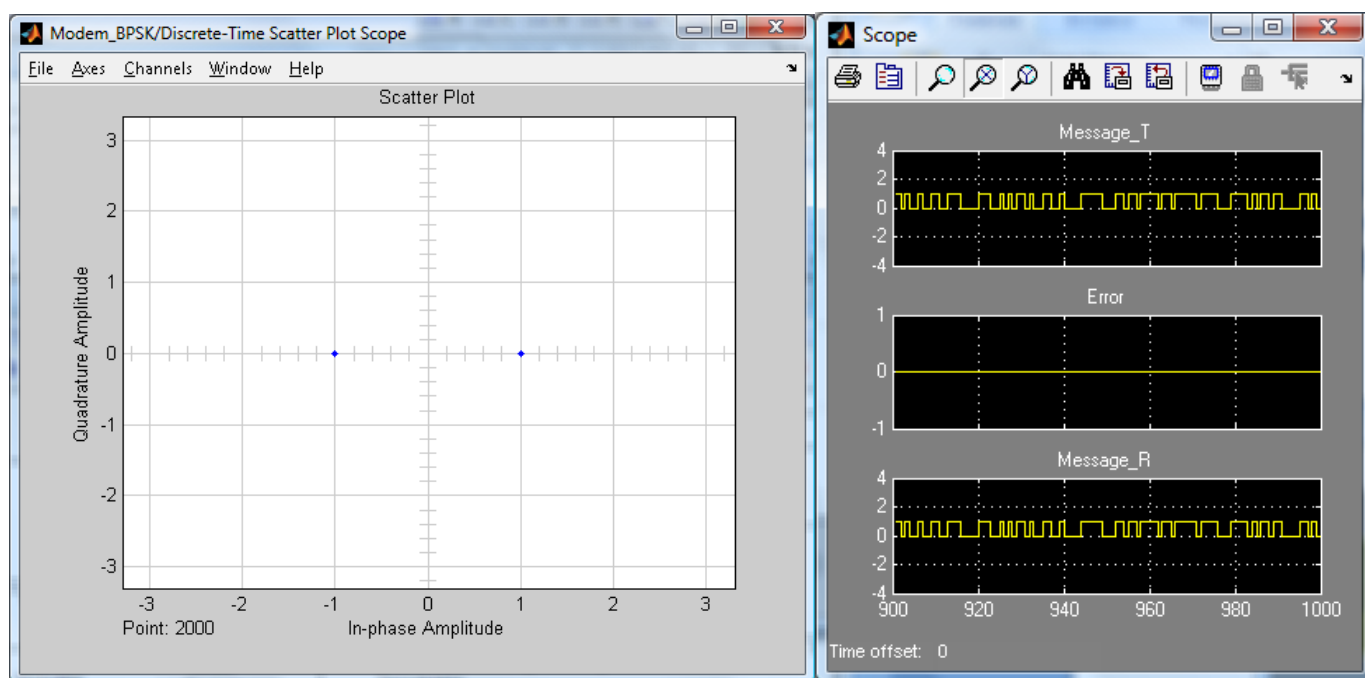 Modem_BPSK/Discrete-Time Scatter Plot Scope
File Axes Channels Window Help
Scatter Plot
3
2
1
0
-1
-2
-3
Quadrature Amplitude
-3 -2 -1 0 1 2 3
Point: 2000 In-phase Amplitude
Scope
Message_T
4
2
0
-2
-4
Error
1
0
-1
Message_R
4
2
0
-2
-4
900 920 940 960 980 1000
Time offset: 0